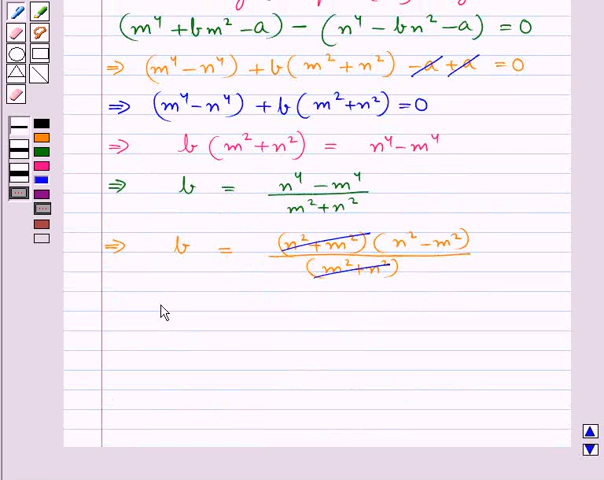 (m⁴ + bm² - a) - (n⁴ - bn² - a) = 0
⇒ (m⁴ - n⁴) + b(m² + n²) - a + a = 0
⇒ (m⁴ - n⁴) + b(m² + n²) = 0
⇒ b(m² + n²) = n⁴ - m⁴
⇒ b = (n⁴ - m⁴)/(m² + n²)
⇒ b = (n² + m²)(n² - m²)/(m² + n²)